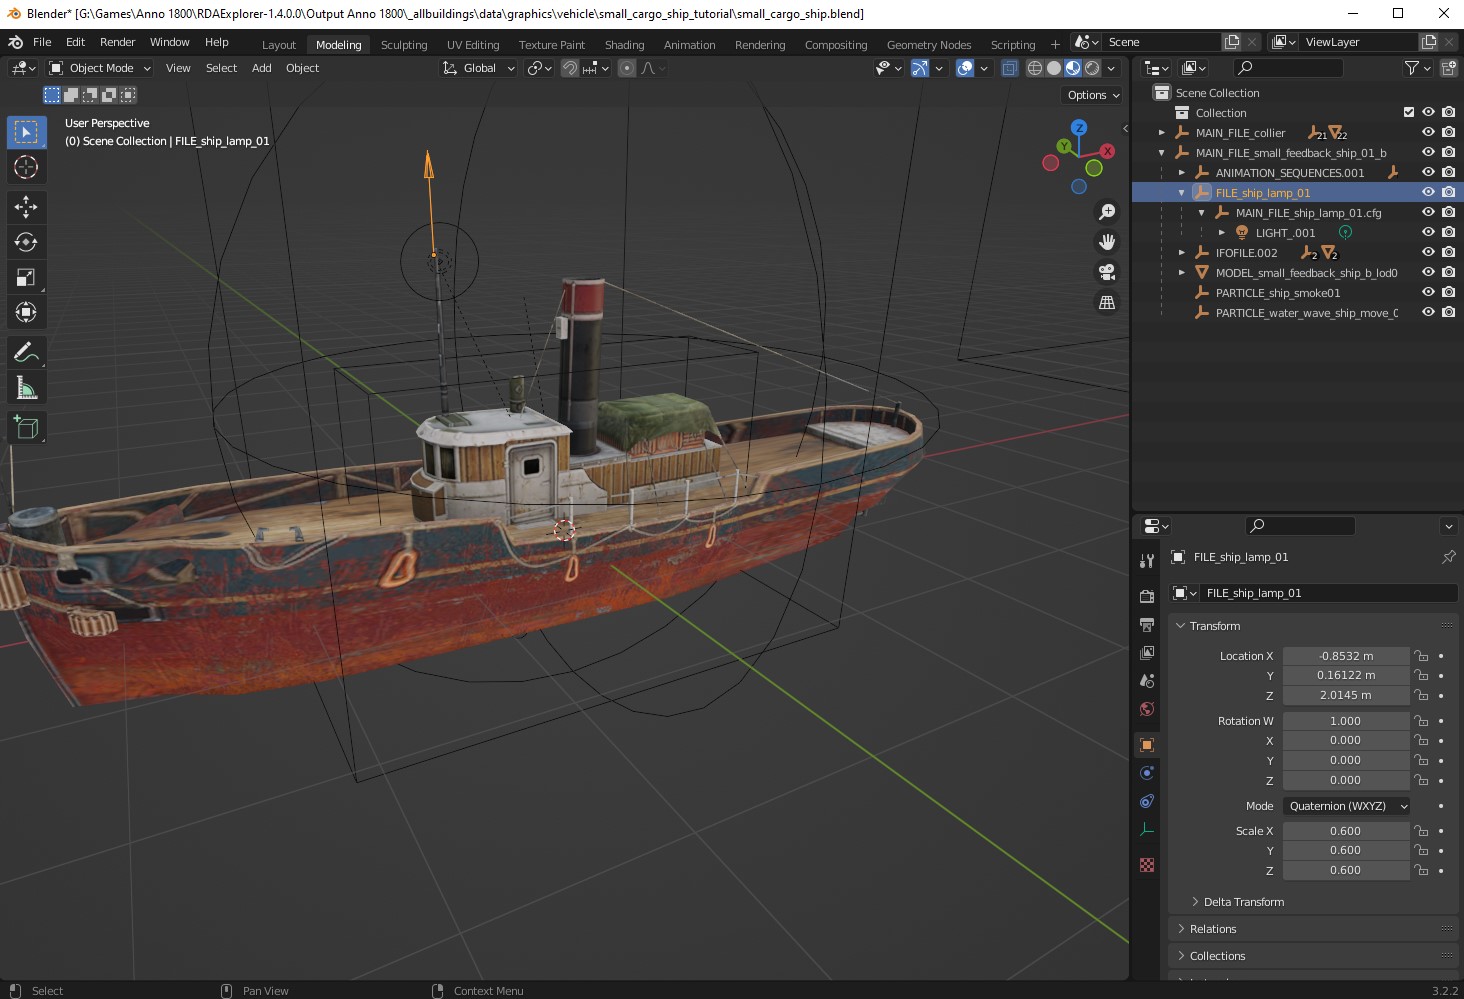 Blender* [G:\Games\Anno 1800\RDAExplorer-1.4.0.0\Output Anno 1800\_allbuildings\data\graphics\vehicle\small_cargo_ship_tutorial\small_cargo_ship.blend]
File Edit Render Window Help Layout Modeling Sculpting UV Editing Texture Paint Shading Animation Rendering Compositing Geometry Nodes Scripting + Scene ViewLayer
Object Mode View Select Add Object Global
Options
User Perspective
(0) Scene Collection | FILE_ship_lamp_01
Z
Y
X
Scene Collection
Collection
MAIN_FILE_collier 21 22
MAIN_FILE_small_feedback_ship_01_b
ANIMATION_SEQUENCES.001
FILE_ship_lamp_01
MAIN_FILE_ship_lamp_01.cfg
LIGHT_.001
IFOFILE.002 2 2
MODEL_small_feedback_ship_b_lod0
PARTICLE_ship_smoke01
PARTICLE_water_wave_ship_move_0
FILE_ship_lamp_01
FILE_ship_lamp_01
Transform
Location X -0.8532 m
Y 0.16122 m
Z 2.0145 m
Rotation W 1.000
X 0.000
Y 0.000
Z 0.000
Mode Quaternion (WXYZ)
Scale X 0.600
Y 0.600
Z 0.600
Delta Transform
Relations
Collections
Select Pan View Context Menu 3.2.2